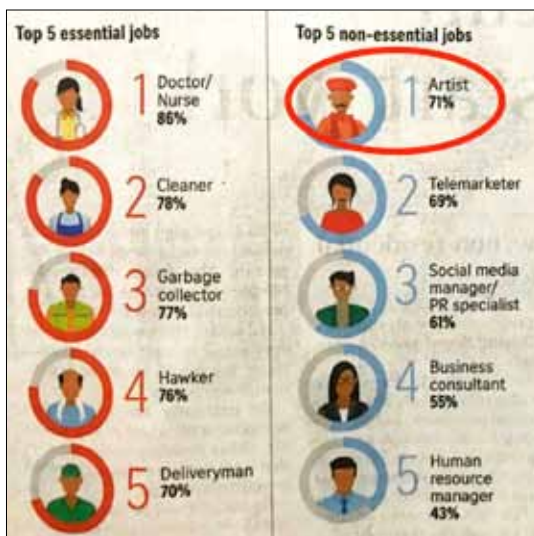 Top 5 essential jobs
1
Doctor/
Nurse
86%
2
Cleaner
78%
3
Garbage
collector
77%
4
Hawker
76%
5
Deliveryman
70%
Top 5 non-essential jobs
1
Artist
71%
2
Telemarketer
69%
3
Social media
manager/
PR specialist
61%
4
Business
consultant
55%
5
Human
resource
manager
43%